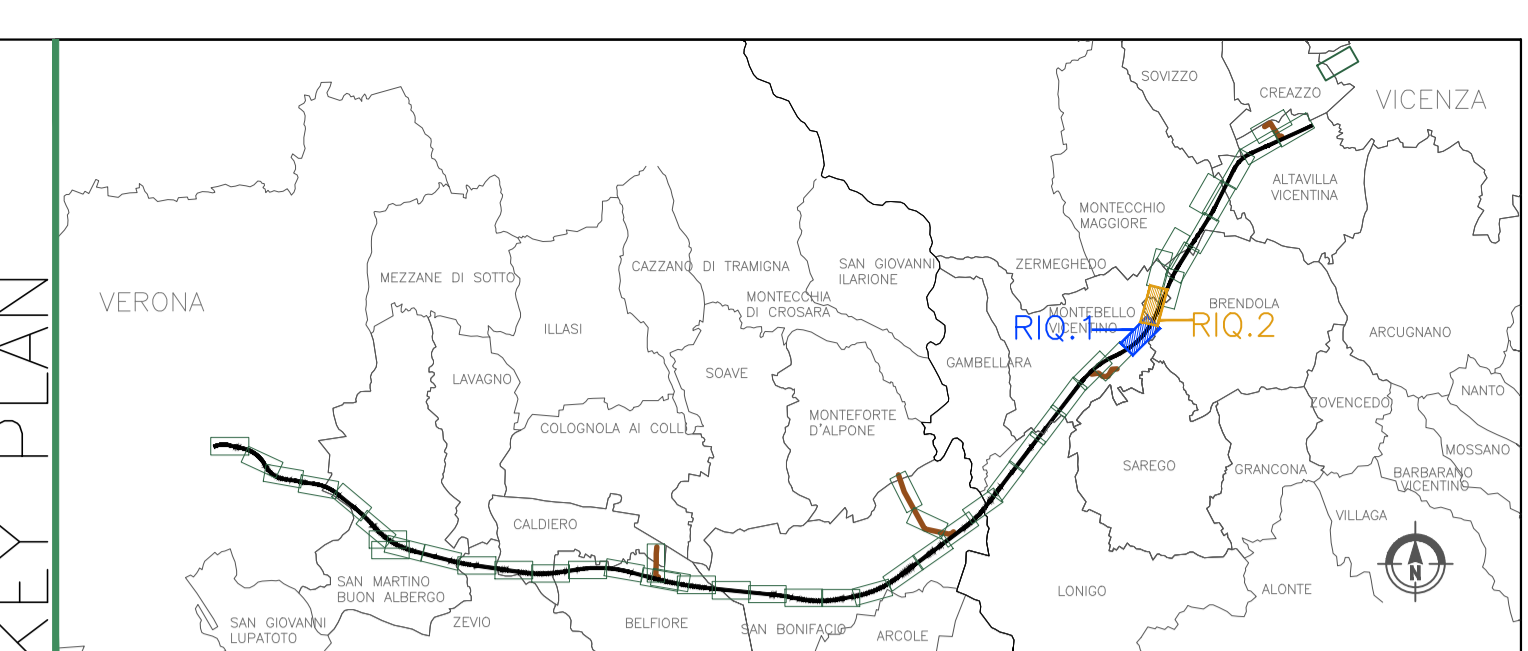 KEY PLAN
SOVIZZO
CREAZZO
VICENZA
ALTAVILLA
VICENTINA
MONTECCHIO
MAGGIORE
MEZZANE DI SOTTO
CAZZANO DI TRAMIGNA
SAN GIOVANNI
ILARIONE
ZERMEGHEDO
VERONA
MONTECCHIA
DI CROSARA
BRENDOLA
MONTEBELLO
VICENTINO
RIQ.1
RIQ.2
ILLASI
ARCUGNANO
GAMBELLARA
LAVAGNO
SOAVE
NANTO
ZOVENCEDO
MONTEFORTE
D'ALPONE
COLOGNOLA AI COLLI
MOSSANO
SAREGO
GRANCONA
BARBARANO
VICENTINO
CALDIERO
VILLAGA
N
SAN MARTINO
BUON ALBERGO
LONIGO
ALONTE
SAN GIOVANNI
LUPATOTO
ZEVIO
BELFIORE
SAN BONIFACIO
ARCOLE